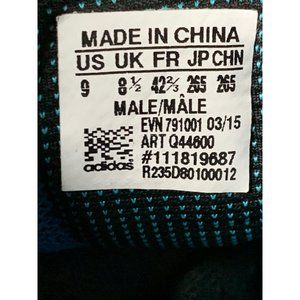 MADE IN CHINA
US UK FR JP CHN
9 8½ 42⅔ 265 265
MALE/MÂLE
EVN 791001 03/15
ART Q44600
adidas
#111819687
R235D80100012